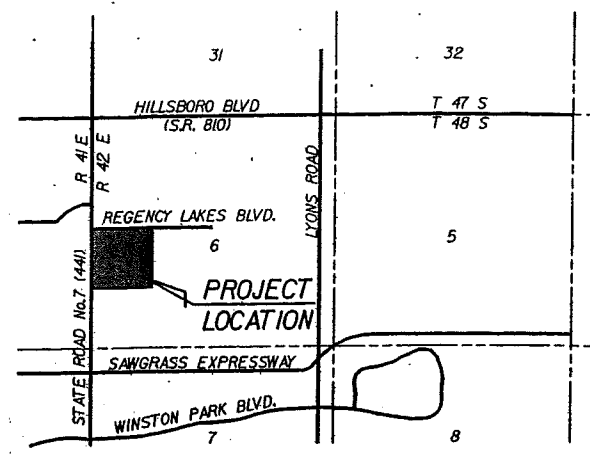 31
32
HILLSBORO BLVD
(S.R. 810)
T 47 S
T 48 S
R 41 E
R 42 E
LYONS ROAD
REGENCY LAKES BLVD.
6
5
STATE ROAD No.7 (441)
PROJECT
LOCATION
SAWGRASS EXPRESSWAY
WINSTON PARK BLVD.
7
8